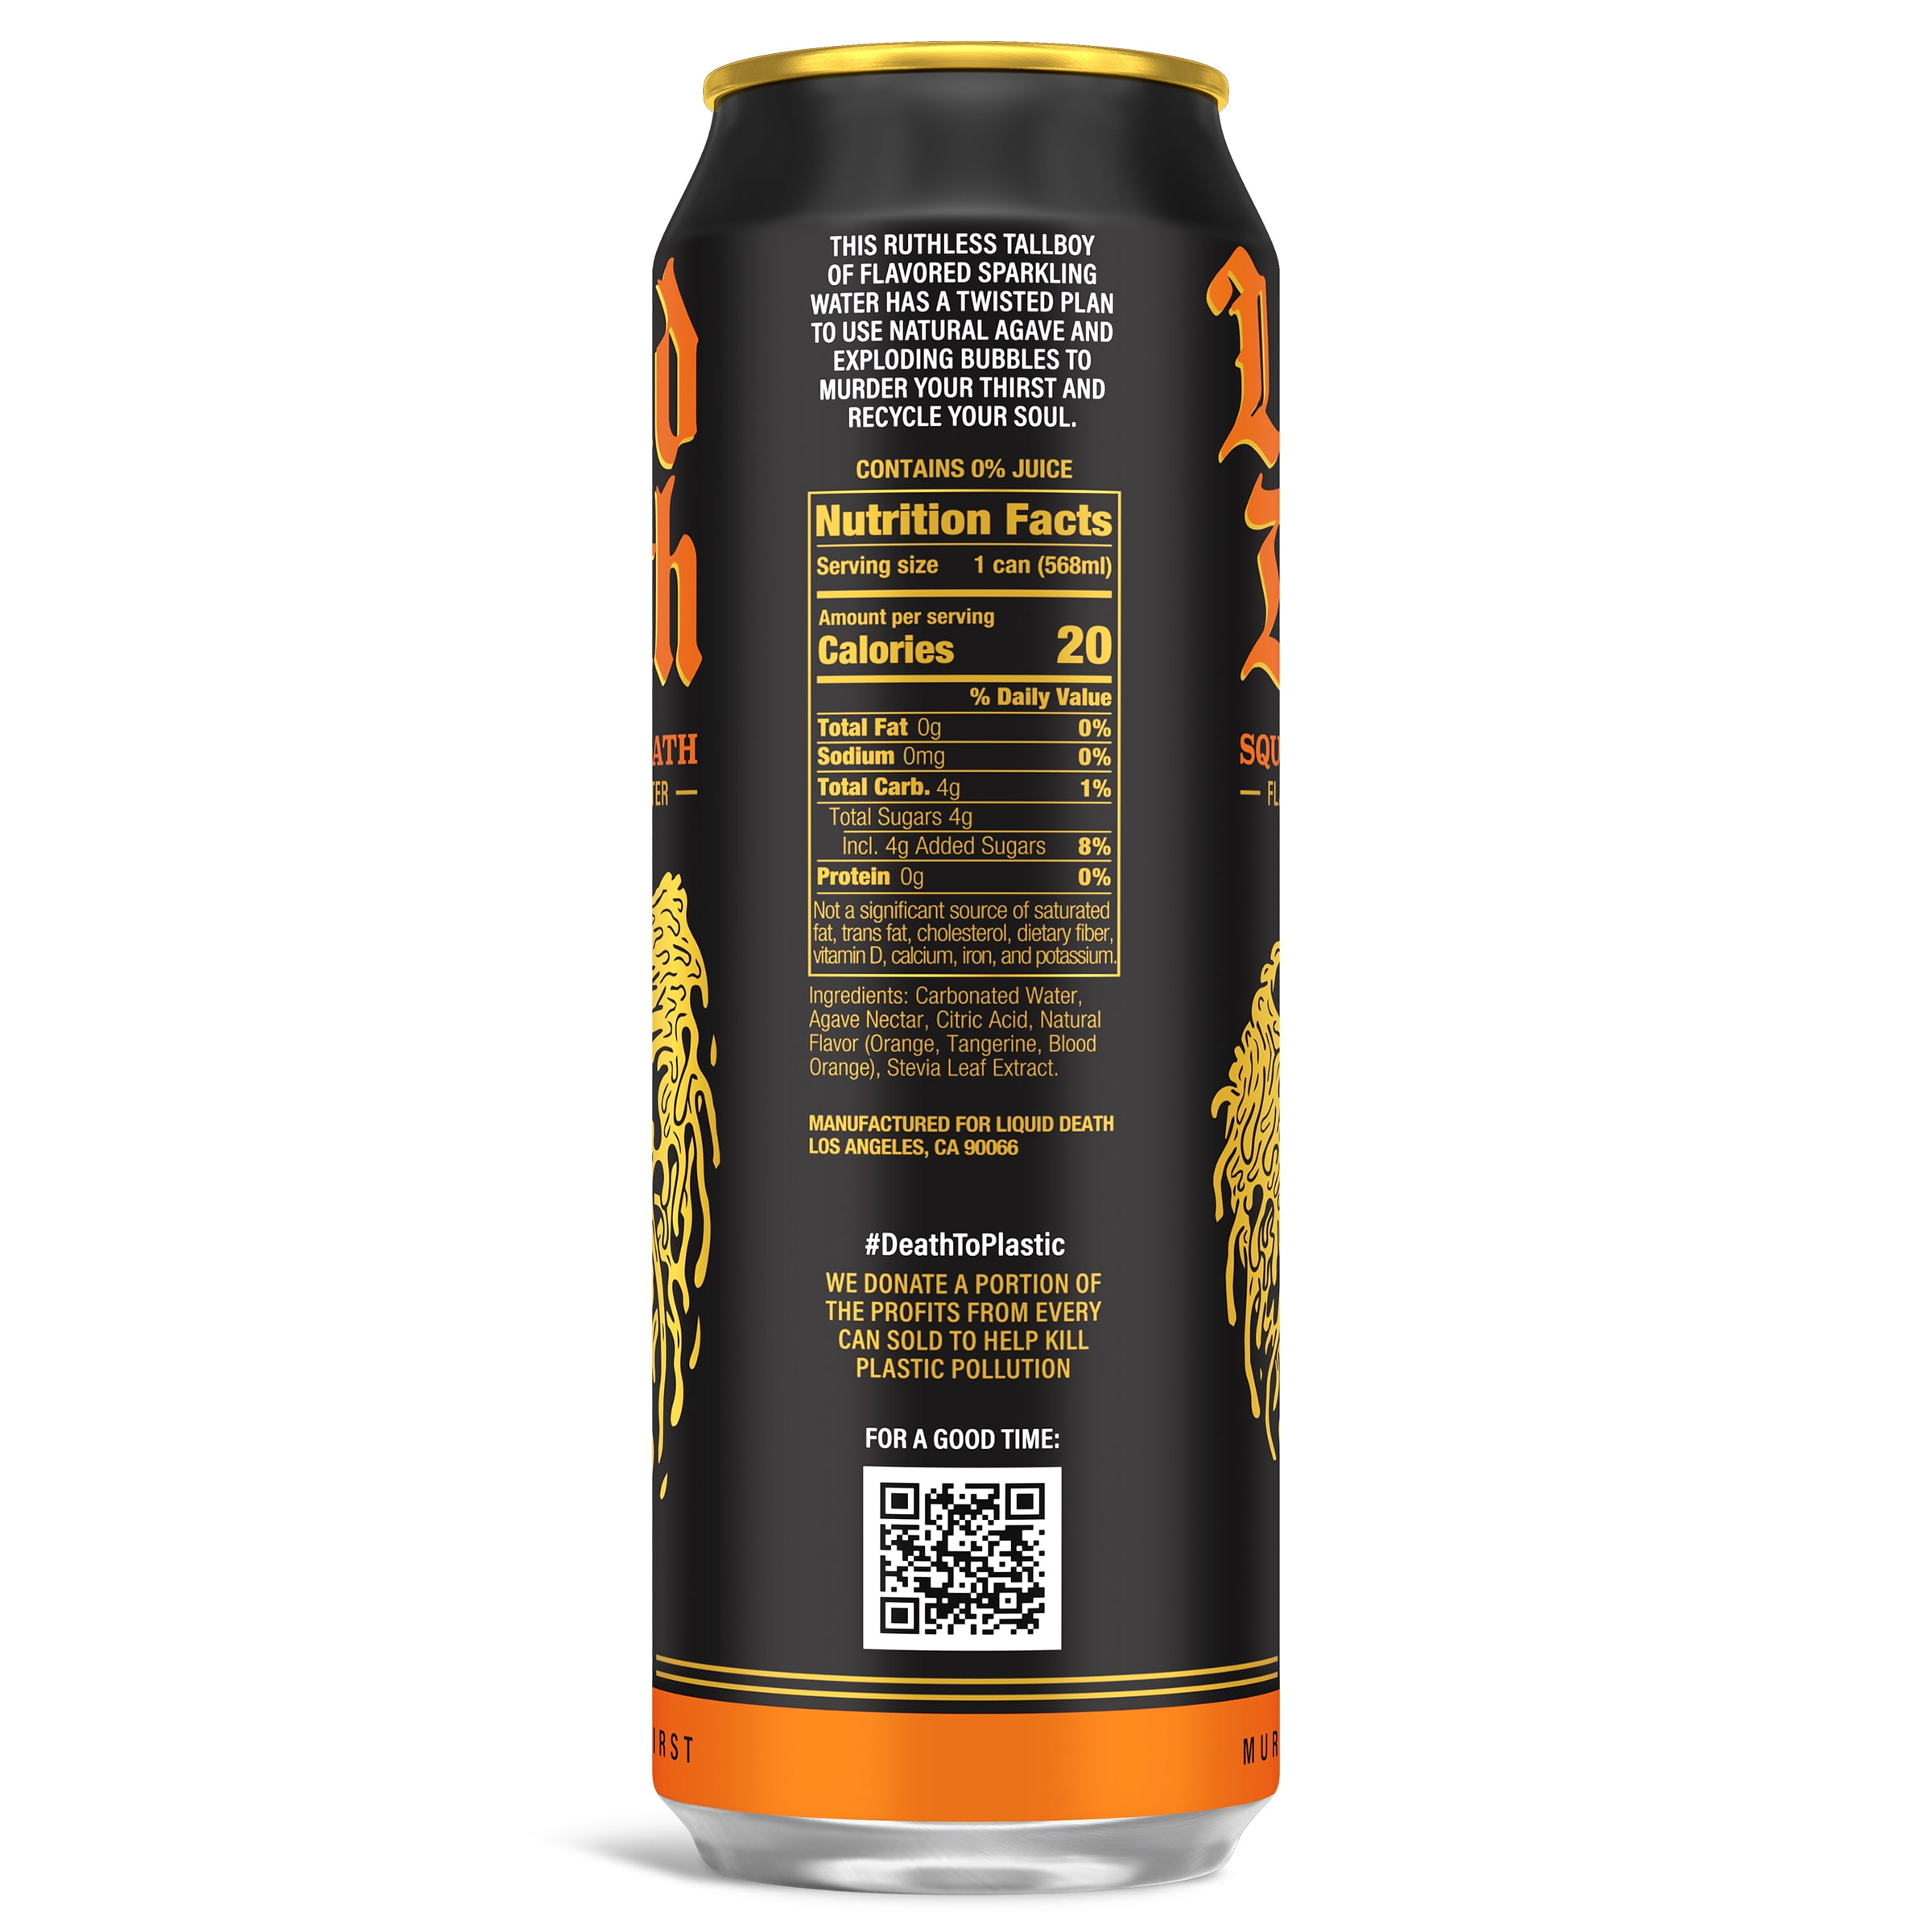 THIS RUTHLESS TALLBOY
OF FLAVORED SPARKLING
WATER HAS A TWISTED PLAN
TO USE NATURAL AGAVE AND
EXPLODING BUBBLES TO
MURDER YOUR THIRST AND
RECYCLE YOUR SOUL.
CONTAINS 0% JUICE
Nutrition Facts
Serving size 1 can (568ml)
Amount per serving
Calories 20
% Daily Value
Total Fat 0g 0%
Sodium 0mg 0%
Total Carb. 4g 1%
Total Sugars 4g
Incl. 4g Added Sugars 8%
Protein 0g 0%
Not a significant source of saturated
fat, trans fat, cholesterol, dietary fiber,
vitamin D, calcium, iron, and potassium.
Ingredients: Carbonated Water,
Agave Nectar, Citric Acid, Natural
Flavor (Orange, Tangerine, Blood
Orange), Stevia Leaf Extract.
MANUFACTURED FOR LIQUID DEATH
LOS ANGELES, CA 90066
#DeathToPlastic
WE DONATE A PORTION OF
THE PROFITS FROM EVERY
CAN SOLD TO HELP KILL
PLASTIC POLLUTION
FOR A GOOD TIME: